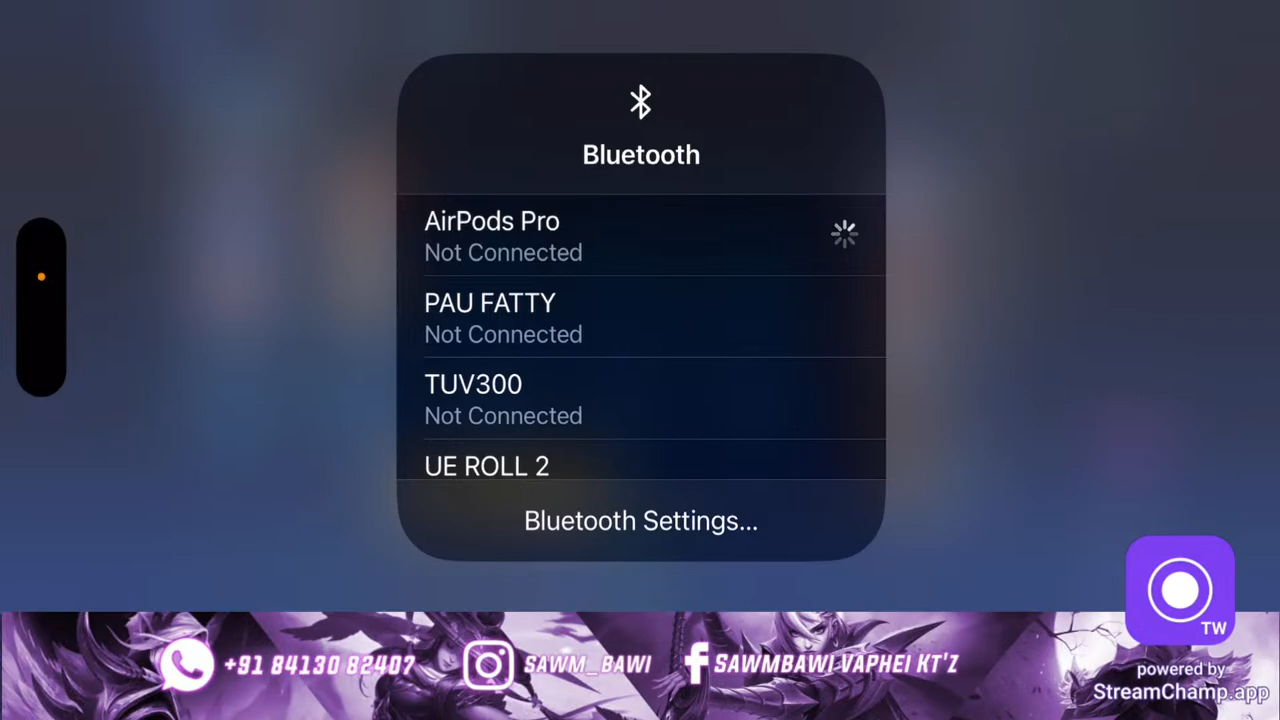 Bluetooth
AirPods Pro
Not Connected
PAU FATTY
Not Connected
TUV300
Not Connected
UE ROLL 2
Bluetooth Settings...
TW
+91 84130 82407
SAWM_BAWI
SAWMBAWI VAPHEI KT'Z
powered by
StreamChamp.app